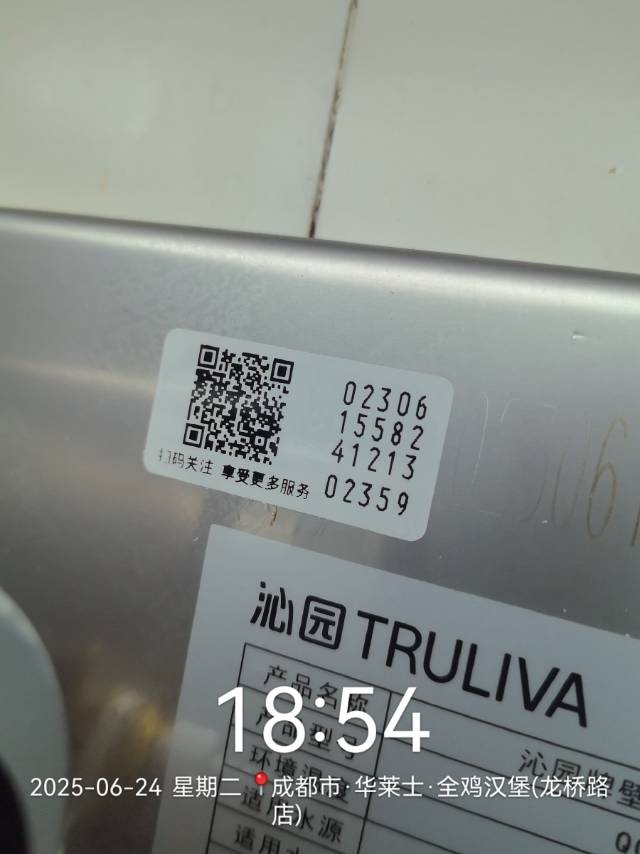 02306
15582
41213
02359
扫码关注 享受更多服务
沁园 TRULIVA
产品名称
沁园牌壁
产品型号
环境温度
适用水源
18:54
2025-06-24 星期二 📍成都市·华莱士·全鸡汉堡(龙桥路店)